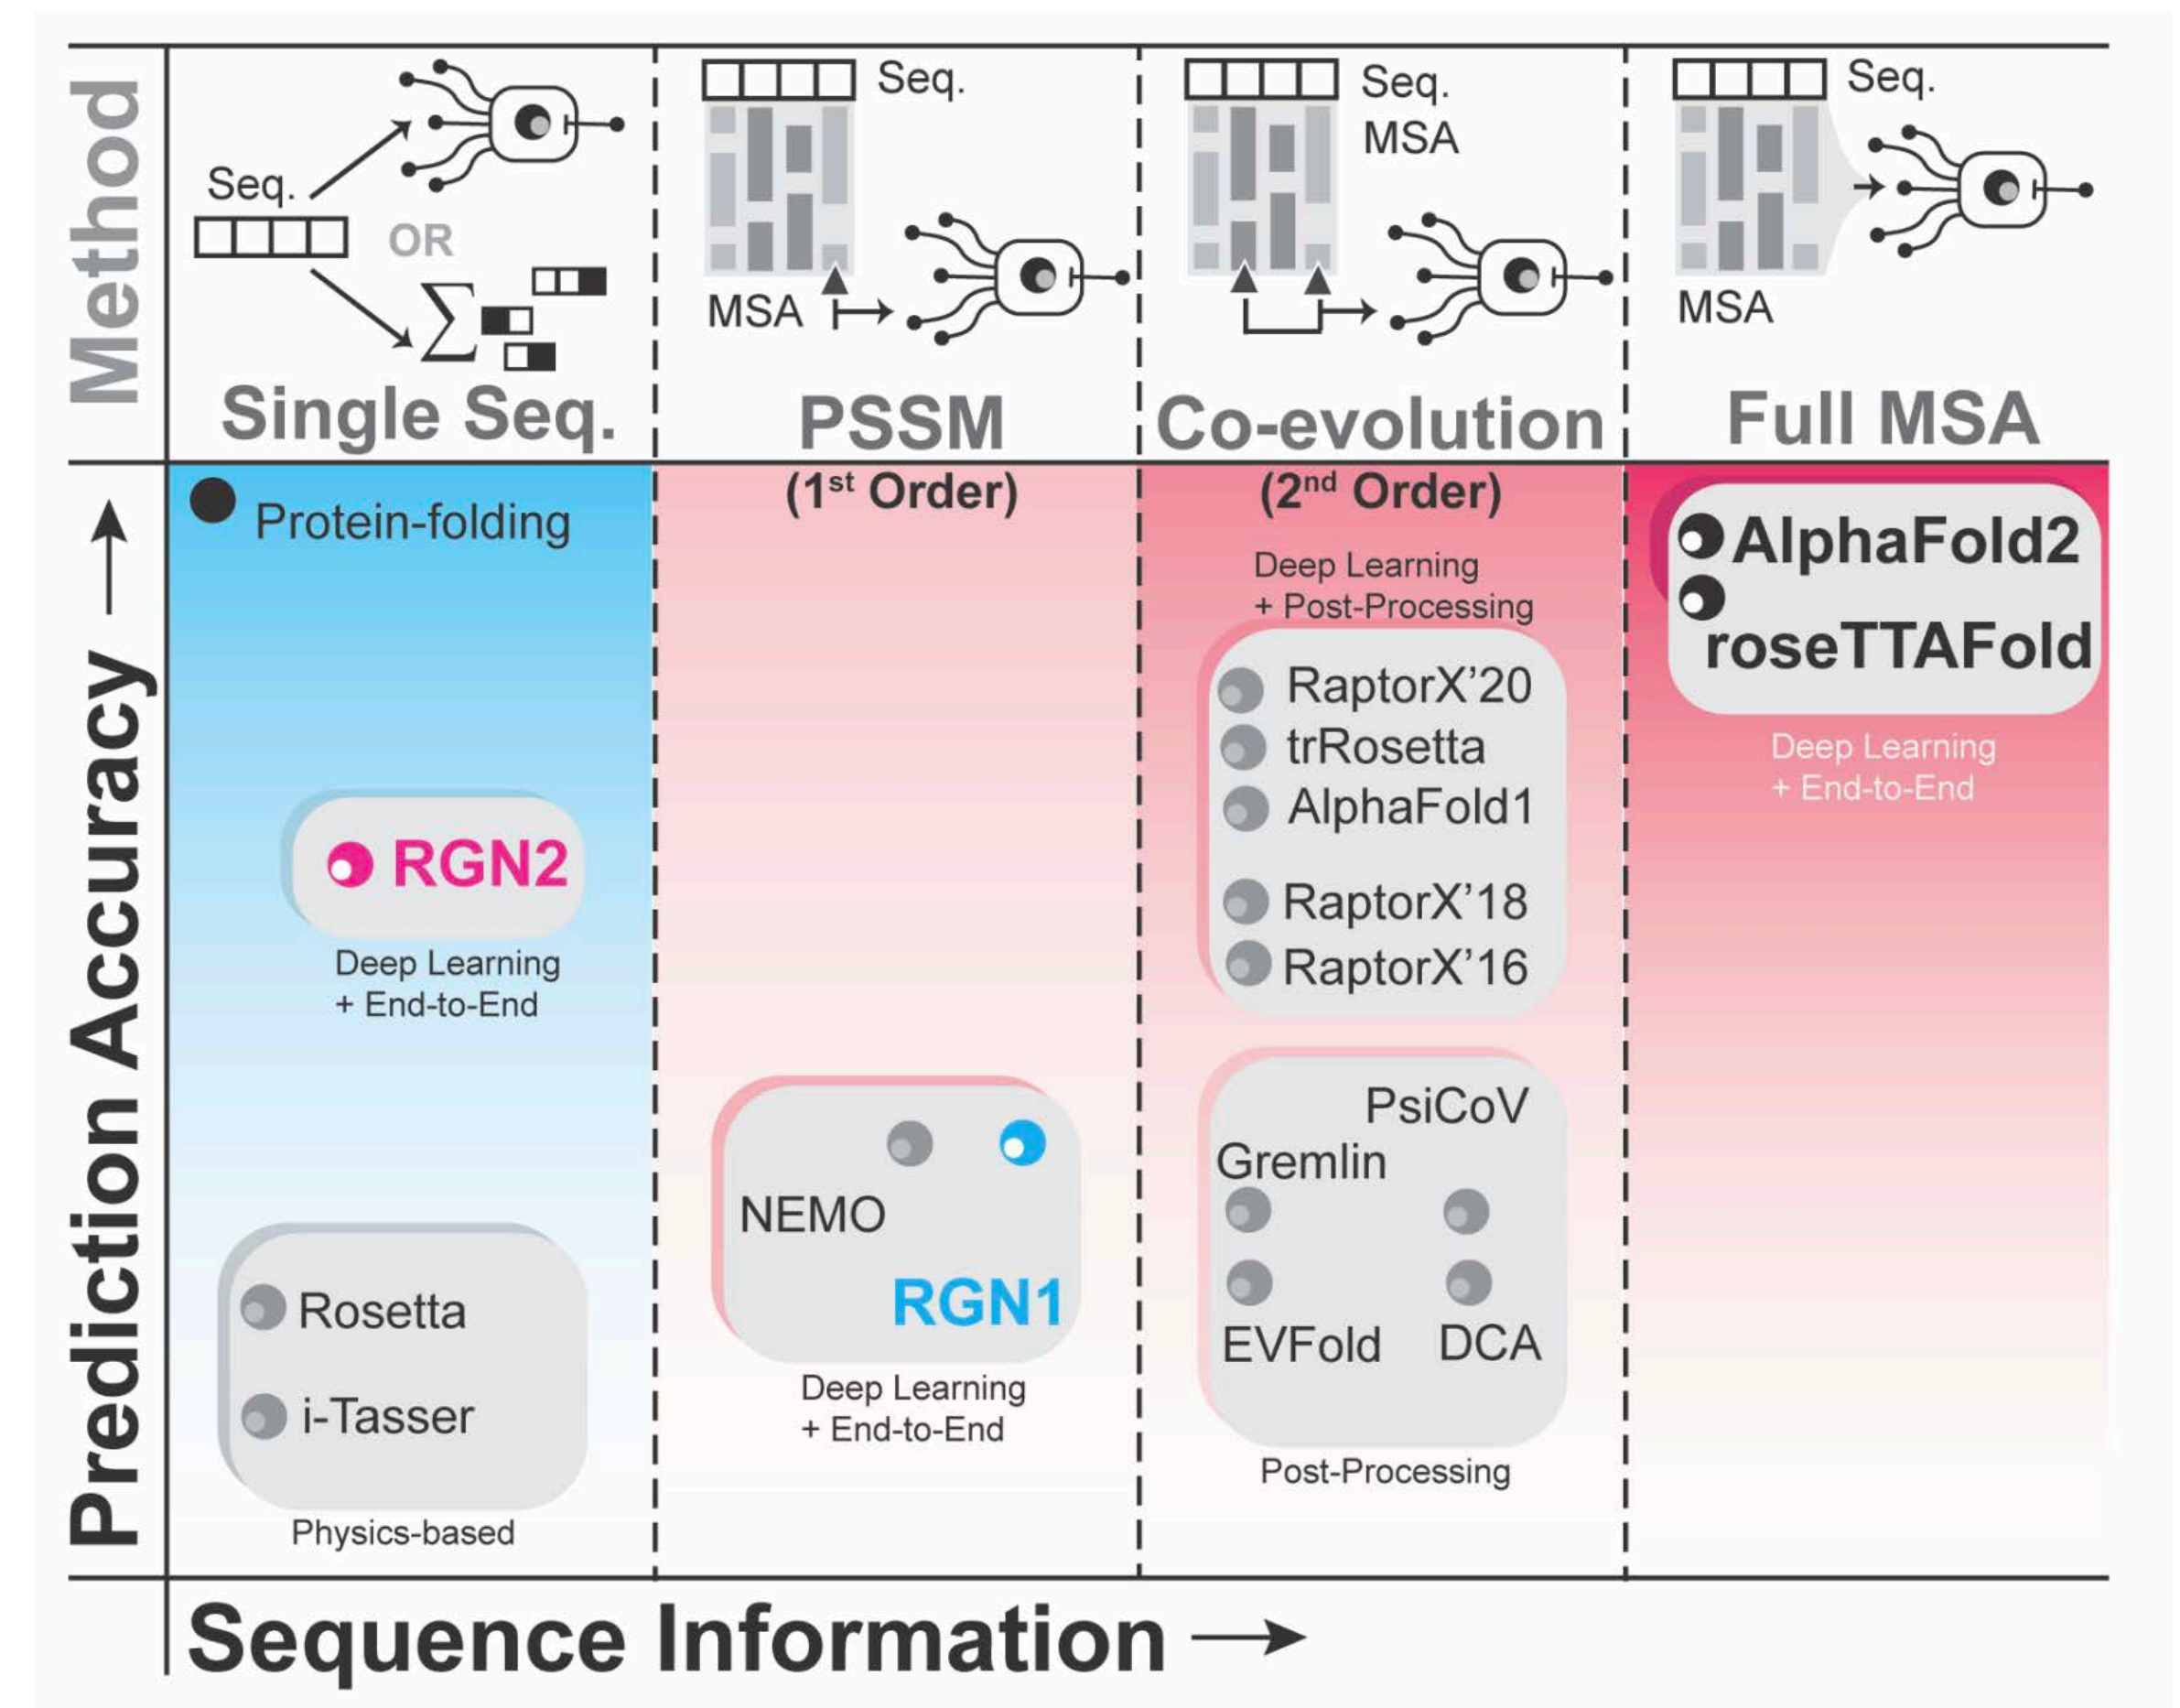 Method
Seq.
OR
Single Seq.
Seq.
MSA
PSSM
Seq.
MSA
Co-evolution
Seq.
MSA
Full MSA
Prediction Accuracy
Protein-folding
RGN2
Deep Learning
+ End-to-End
Rosetta
i-Tasser
Physics-based
(1st Order)
NEMO
RGN1
Deep Learning
+ End-to-End
(2nd Order)
Deep Learning
+ Post-Processing
RaptorX’20
trRosetta
AlphaFold1
RaptorX’18
RaptorX’16
PsiCoV
Gremlin
EVFold DCA
Post-Processing
AlphaFold2
roseTTAFold
Deep Learning
+ End-to-End
Sequence Information